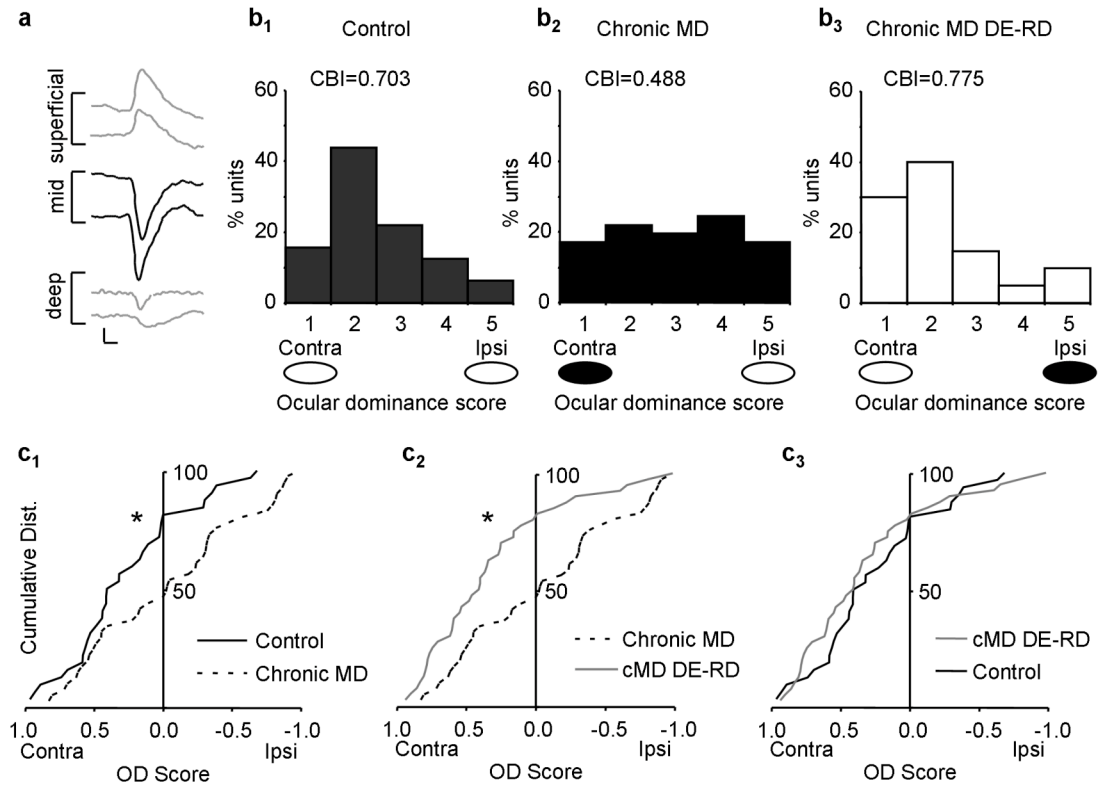 a
superficial
mid
deep
b1
Control
CBI=0.703
60
40
20
0
% units
1 2 3 4 5
Contra Ipsi
Ocular dominance score
b2
Chronic MD
CBI=0.488
60
40
20
0
% units
1 2 3 4 5
Contra Ipsi
Ocular dominance score
b3
Chronic MD DE-RD
CBI=0.775
60
40
20
0
% units
1 2 3 4 5
Contra Ipsi
Ocular dominance score
c1
Cumulative Dist.
100
*
50
Control
Chronic MD
1.0 0.5 0.0 -0.5 -1.0
Contra Ipsi
OD Score
c2
100
*
50
Chronic MD
cMD DE-RD
1.0 0.5 0.0 -0.5 -1.0
Contra Ipsi
OD Score
c3
100
50
cMD DE-RD
Control
1.0 0.5 0.0 -0.5 -1.0
Contra Ipsi
OD Score